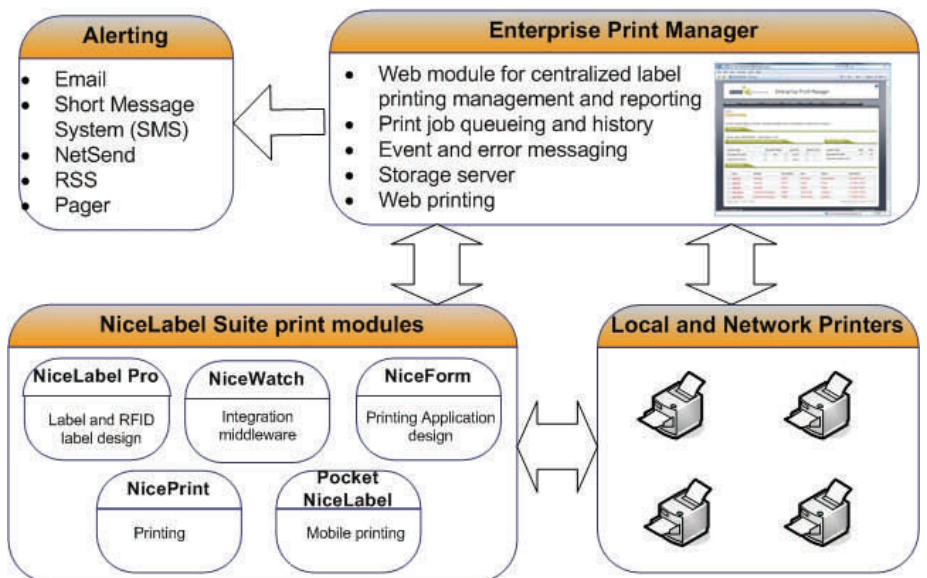 Alerting
• Email
• Short Message
System (SMS)
• NetSend
• RSS
• Pager
Enterprise Print Manager
• Web module for centralized label
printing management and reporting
• Print job queueing and history
• Event and error messaging
• Storage server
• Web printing
NiceLabel Suite print modules
NiceLabel Pro
Label and RFID
label design
NiceWatch
Integration
middleware
NiceForm
Printing Application
design
NicePrint
Printing
Pocket
NiceLabel
Mobile printing
Local and Network Printers